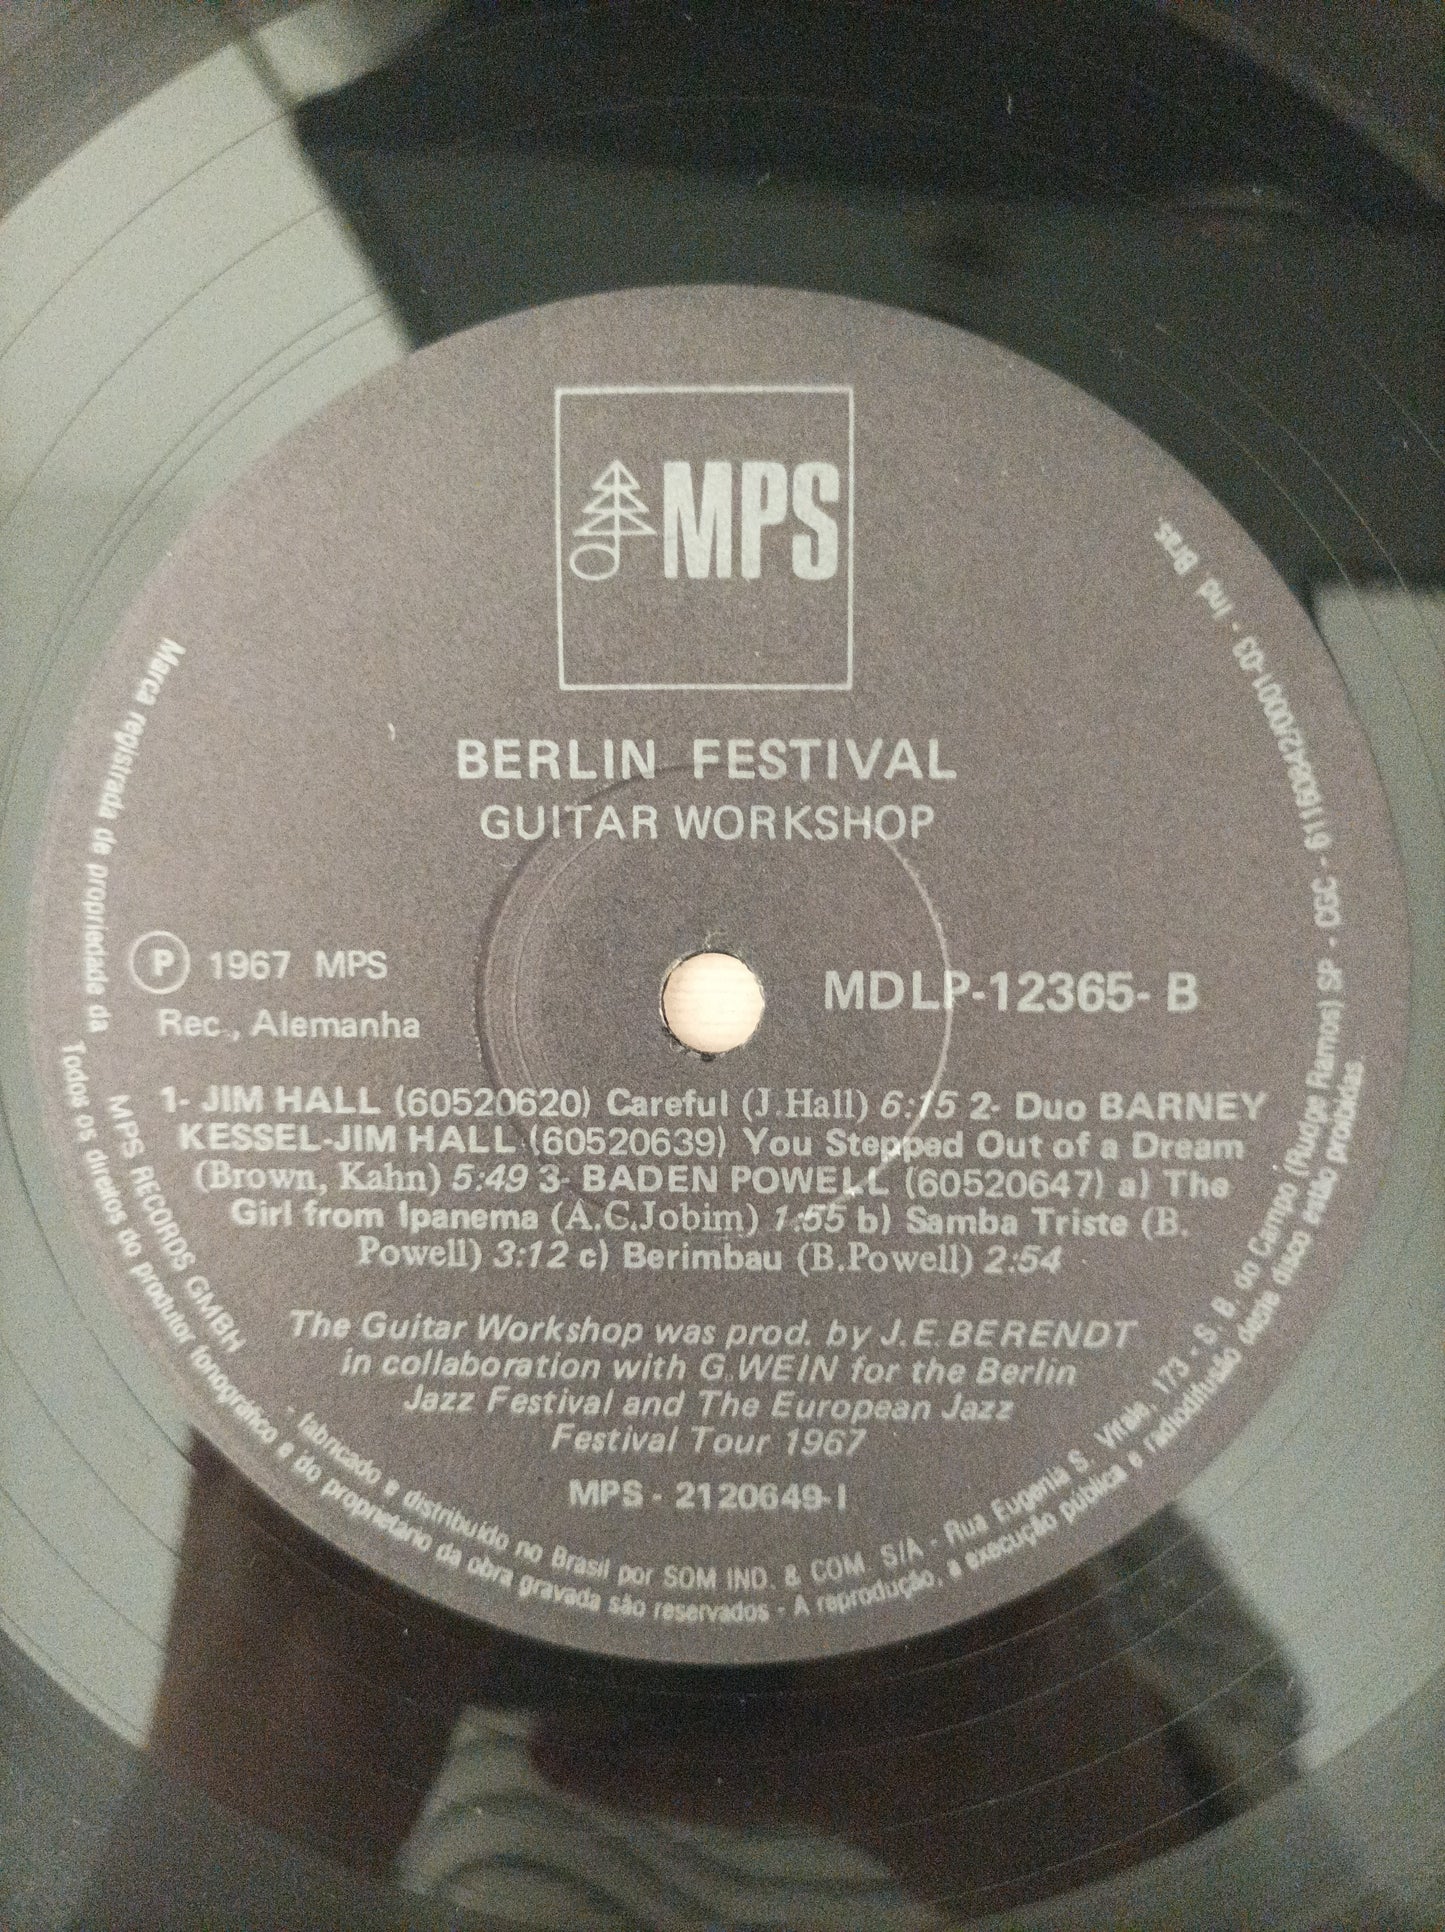 MPS
BERLIN FESTIVAL
GUITAR WORKSHOP
P 1967 MPS
Rec., Alemanha
MDLP-12365- B
1- JIM HALL (60520620) Careful (J.Hall) 6:15 2- Duo BARNEY
KESSEL-JIM HALL (60520639) You Stepped Out of a Dream
(Brown, Kahn) 5:49 3- BADEN POWELL (60520647) a) The
Girl from Ipanema (A.C.Jobim) 1:55 b) Samba Triste (B.
Powell) 3:12 c) Berimbau (B.Powell) 2:54
The Guitar Workshop was prod. by J.E.BERENDT
in collaboration with G.WEIN for the Berlin
Jazz Festival and The European Jazz
Festival Tour 1967
MPS - 2120649-I
Marca registrada de propriedade da MPS RECORDS GMBH - fabricado e distribuido no Brasil por SOM IND. & COM. S/A - Rua Eugenia S. Vitale, 173 - S. B. do Campo (Rudge Ramos) SP - CGC - 61160642/0001-03 - Ind. Bras.
Todos os direitos do produtor fonográfico e do proprietário da obra gravada são reservados - A reprodução, a execução pública e radiodifusão deste disco estão proibidas.